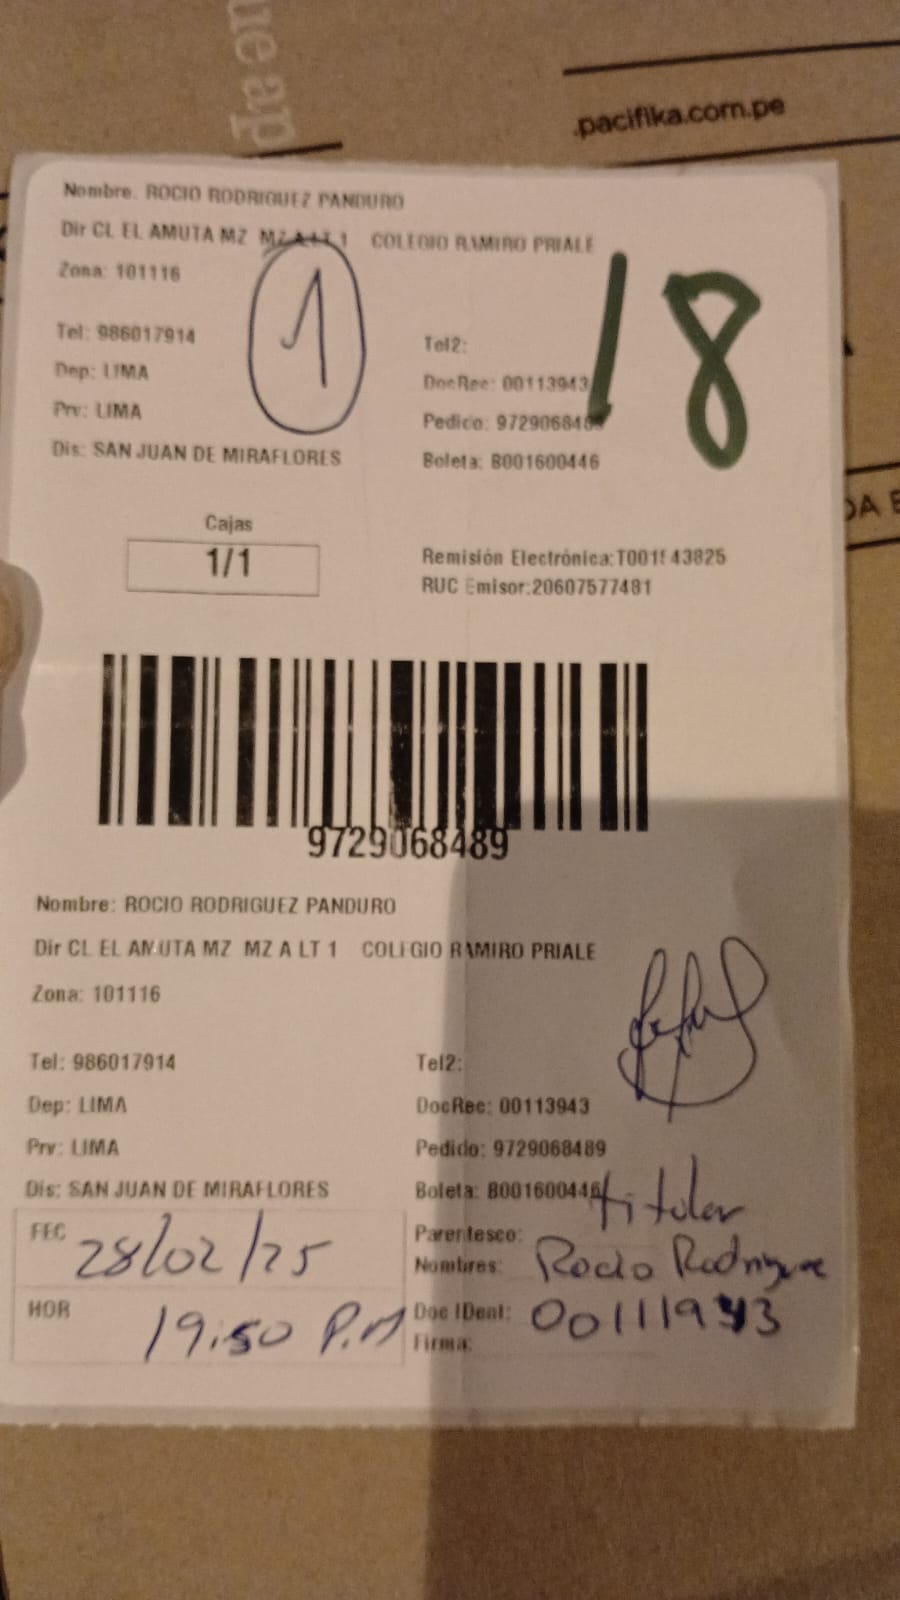 ue ap
.pacifika.com.pe
Nombre. ROCIO RODRIGUEZ PANDURO
Dir CL EL AMUTA MZ MZ A LT 1 COLEGIO RAMIRO PRIALE
Zona: 101116
1
18
Tel: 986017914 Tel2:
Dep: LIMA DocRec: 00113943
Prv: LIMA Pedido: 9729068489
Dis: SAN JUAN DE MIRAFLORES Boleta: B001600446
Cajas
1/1
Remisión Electrónica:
RUC Emisor:20607577481
9729068489
Nombre: ROCIO RODRIGUEZ PANDURO
Dir CL EL AMUTA MZ MZ A LT 1 COLEGIO RAMIRO PRIALE
Zona: 101116
Tel: 986017914 Tel2:
Dep: LIMA DocRec: 00113943
Prv: LIMA Pedido: 9729068489
Dis: SAN JUAN DE MIRAFLORES Boleta: B001600446
FEC 28/02/25 Parentesco: titular
Nombres: Rocio
HOR 19:50 P.M Doc IDent:
Firma: